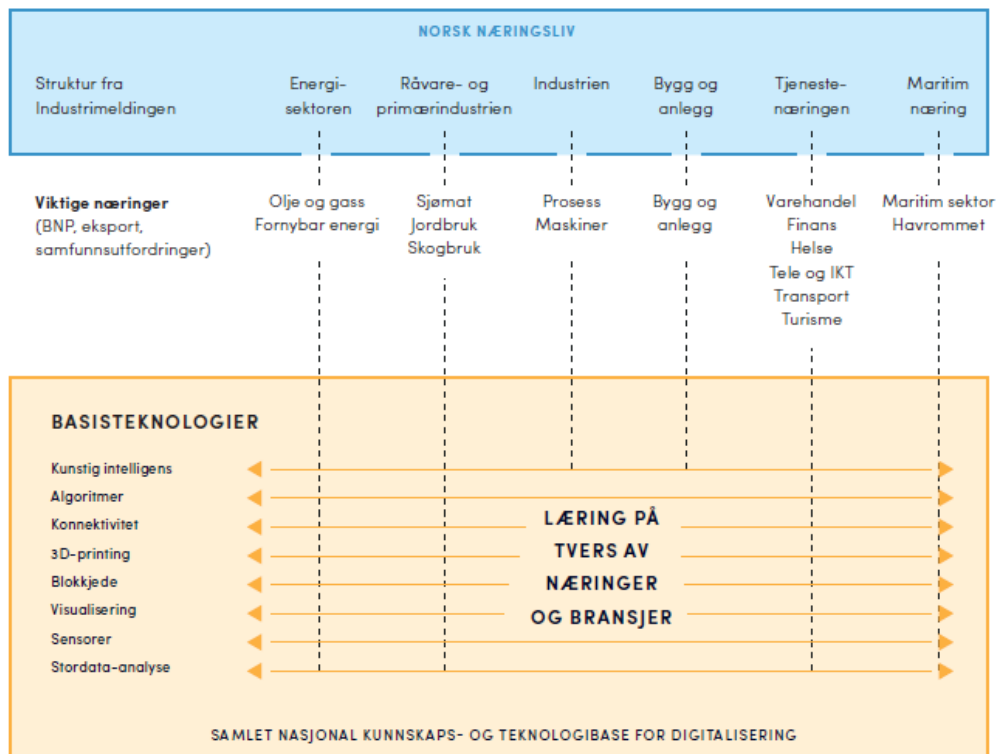 NORSK NÆRINGSLIV
Struktur fra
Industrimeldingen
Energi-
sektoren
Råvare- og
primærindustrien
Industrien
Bygg og
anlegg
Tjeneste-
næringen
Maritim
næring
Viktige næringer
(BNP, eksport,
samfunnsutfordringer)
Olje og gass
Fornybar energi
Sjømat
Jordbruk
Skogbruk
Prosess
Maskiner
Bygg og
anlegg
Varehandel
Finans
Helse
Tele og IKT
Transport
Turisme
Maritim sektor
Havrommet
BASISTEKNOLOGIER
Kunstig intelligens
Algoritmer
Konnektivitet
3D-printing
Blokkjede
Visualisering
Sensorer
Stordata-analyse
LÆRING PÅ
TVERS AV
NÆRINGER
OG BRANSJER
SAMLET NASJONAL KUNNSKAPS- OG TEKNOLOGIBASE FOR DIGITALISERING